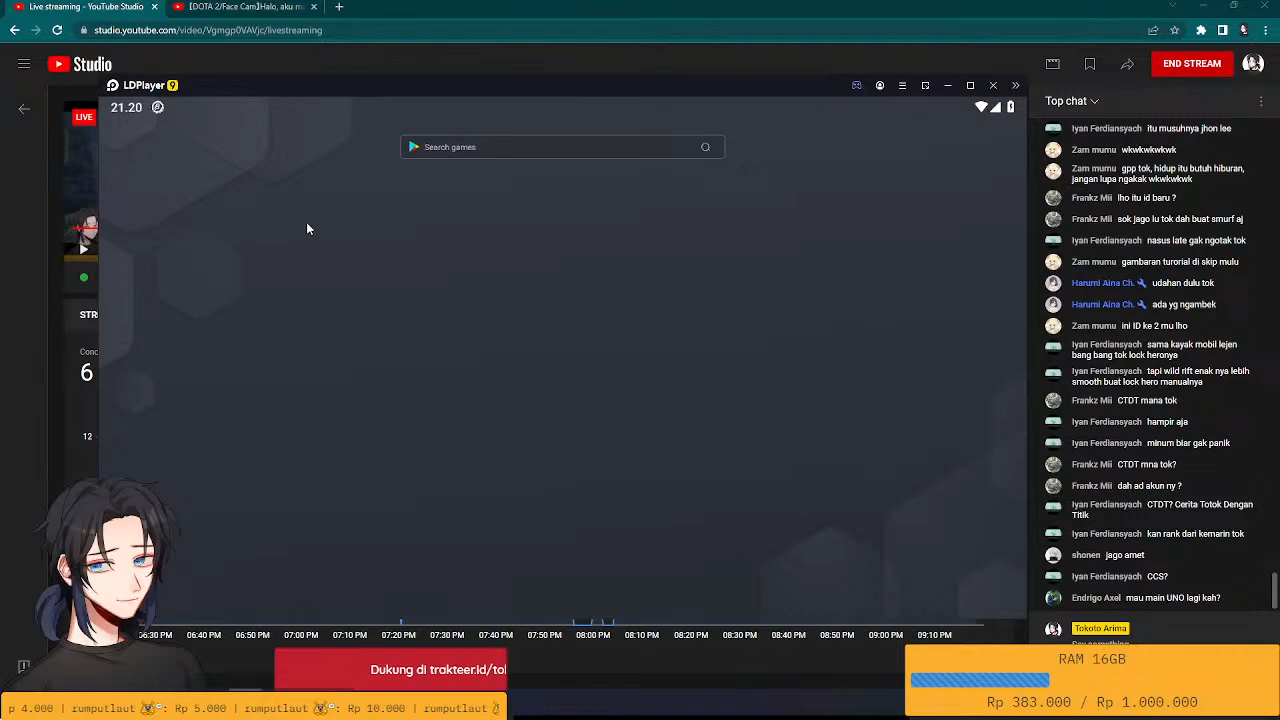 Live streaming - YouTube Studio
【DOTA 2/Face Cam】Halo, aku ma
studio.youtube.com/video/Vgmgp0VAVjc/livestreaming
Studio
END STREAM
LDPlayer 9
21.20
LIVE
Search games
STR
Conc
6
12
Top chat
Iyan Ferdiansyach itu musuhnya jhon lee
Zam mumu wkwkwkwkwk
Zam mumu gpp tok, hidup itu butuh hiburan,
jangan lupa ngakak wkwkwkwk
Frankz Mii lho itu id baru ?
Frankz Mii sok jago lu tok dah buat smurf aj
Iyan Ferdiansyach nasus late gak ngotak tok
Zam mumu gambaran turorial di skip mulu
Harumi Aina Ch. udahan dulu tok
Harumi Aina Ch. ada yg ngambek
Zam mumu ini ID ke 2 mu lho
Iyan Ferdiansyach sama kayak mobil lejen
bang bang tok lock heronya
Iyan Ferdiansyach tapi wild rift enak nya lebih
smooth buat lock hero manualnya
Frankz Mii CTDT mana tok
Iyan Ferdiansyach hampir aja
Iyan Ferdiansyach minum biar gak panik
Frankz Mii CTDT mna tok?
Frankz Mii dah ad akun ny ?
Iyan Ferdiansyach CTDT? Cerita Totok Dengan
Titik
Iyan Ferdiansyach kan rank dari kemarin tok
shonen jago amet
Iyan Ferdiansyach CCS?
Endrigo Axel mau main UNO lagi kah?
Tokoto Arima
06:30 PM 06:40 PM 06:50 PM 07:00 PM 07:10 PM 07:20 PM 07:30 PM 07:40 PM 07:50 PM 08:00 PM 08:10 PM 08:20 PM 08:30 PM 08:40 PM 08:50 PM 09:00 PM 09:10 PM
Dukung di trakteer.id/tol
p 4.000 | rumputlaut : Rp 5.000 | rumputlaut : Rp 10.000 | rumputlaut
RAM 16GB
Rp 383.000 / Rp 1.000.000